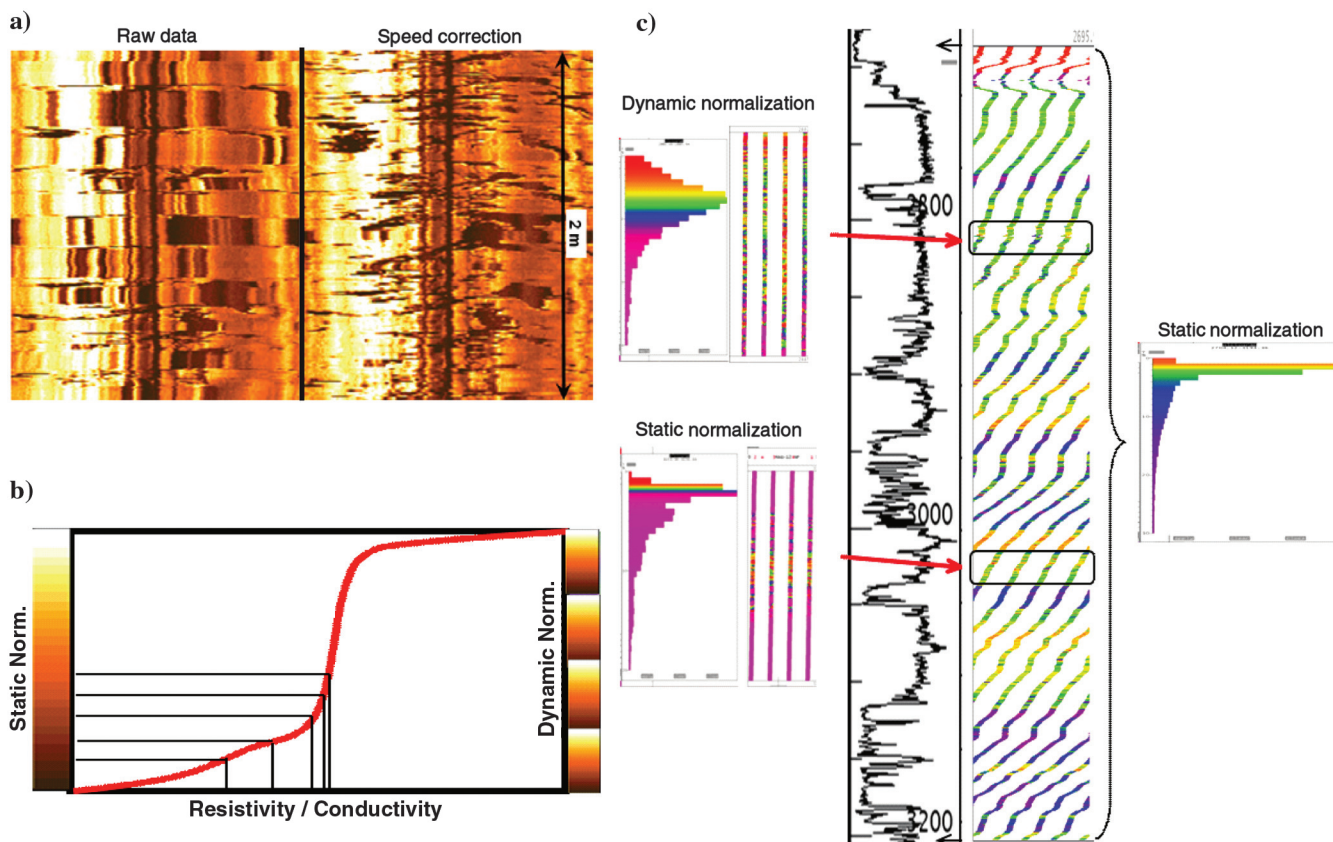 a)
Raw data
Speed correction
2 m
b)
Static Norm.
Dynamic Norm.
Resistivity / Conductivity
c)
Dynamic normalization
Static normalization
2695.
2800
3000
3200
Static normalization